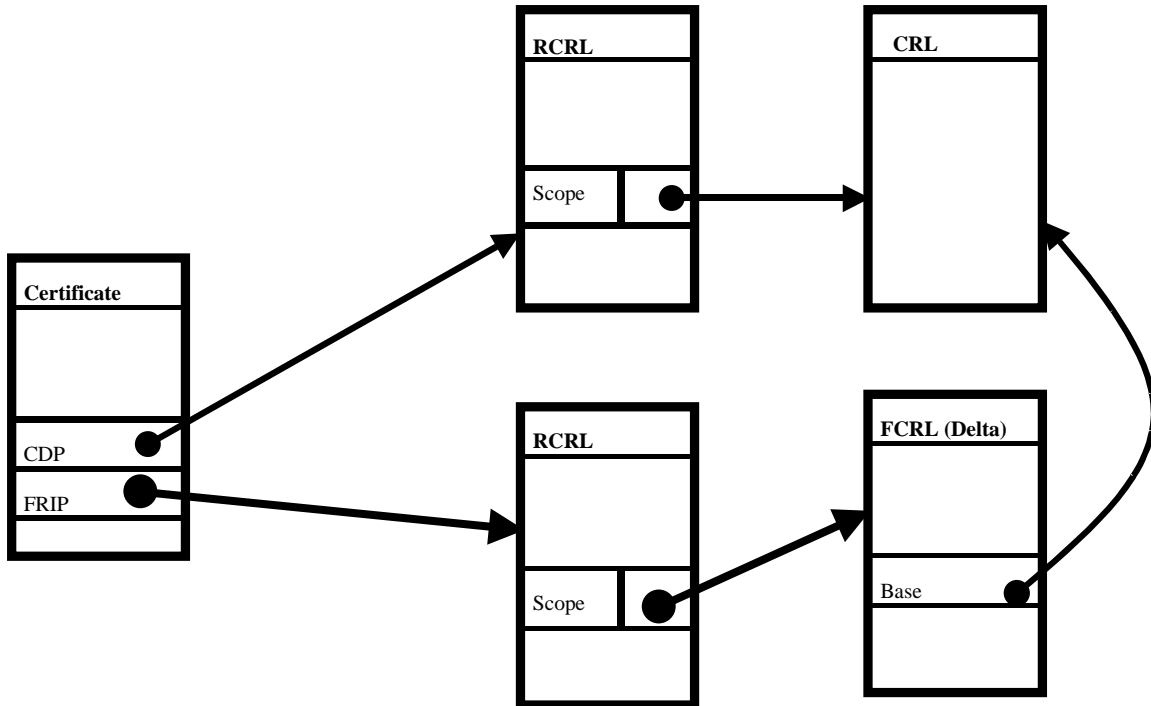 RCRL
CRL
Scope
Certificate
CDP
FRIP
RCRL
FCRL (Delta)
Scope
Base